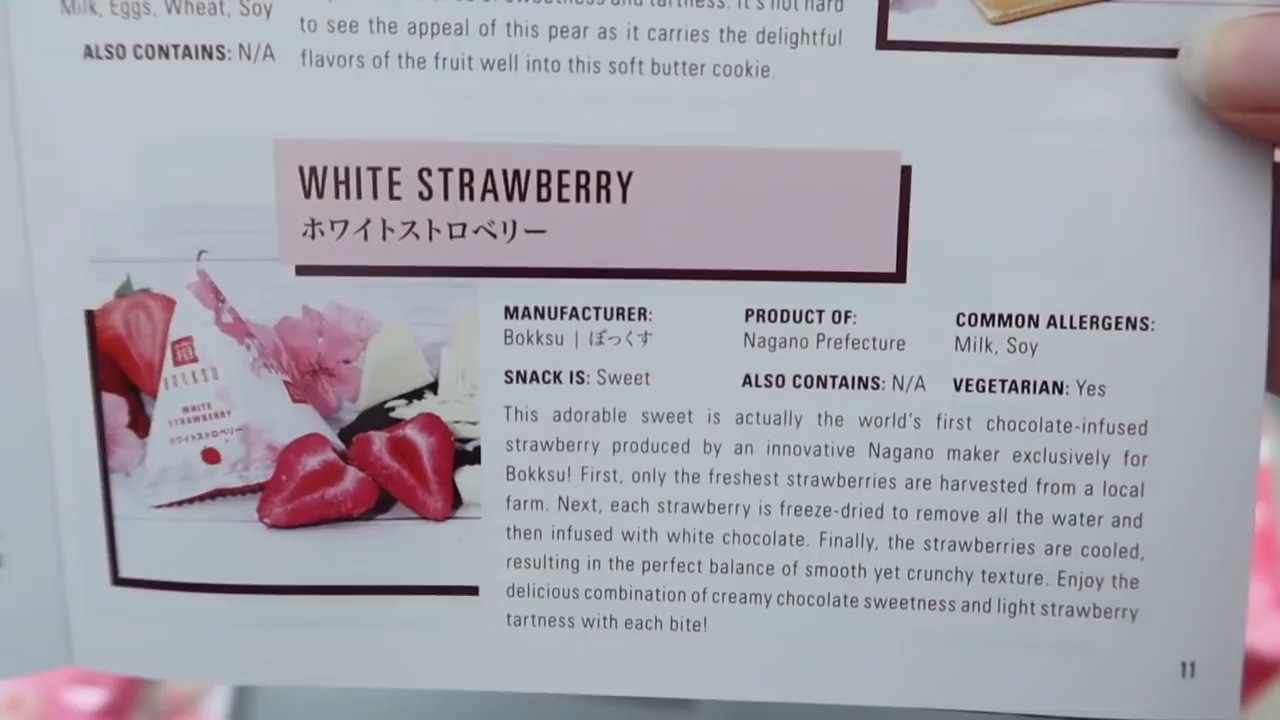 Milk, Eggs, Wheat, Soy
ALSO CONTAINS: N/A
sweetness and tartness. It's not hard
to see the appeal of this pear as it carries the delightful
flavors of the fruit well into this soft butter cookie.
WHITE STRAWBERRY
ホワイトストロベリー
箱
BOKKSU
WHITE
STRAWBERRY
ホワイトストロベリー
MANUFACTURER:
Bokksu | ぼっくす
PRODUCT OF:
Nagano Prefecture
COMMON ALLERGENS:
Milk, Soy
SNACK IS: Sweet
ALSO CONTAINS: N/A
VEGETARIAN: Yes
This adorable sweet is actually the world's first chocolate-infused
strawberry produced by an innovative Nagano maker exclusively for
Bokksu! First, only the freshest strawberries are harvested from a local
farm. Next, each strawberry is freeze-dried to remove all the water and
then infused with white chocolate. Finally, the strawberries are cooled,
resulting in the perfect balance of smooth yet crunchy texture. Enjoy the
delicious combination of creamy chocolate sweetness and light strawberry
tartness with each bite!
11